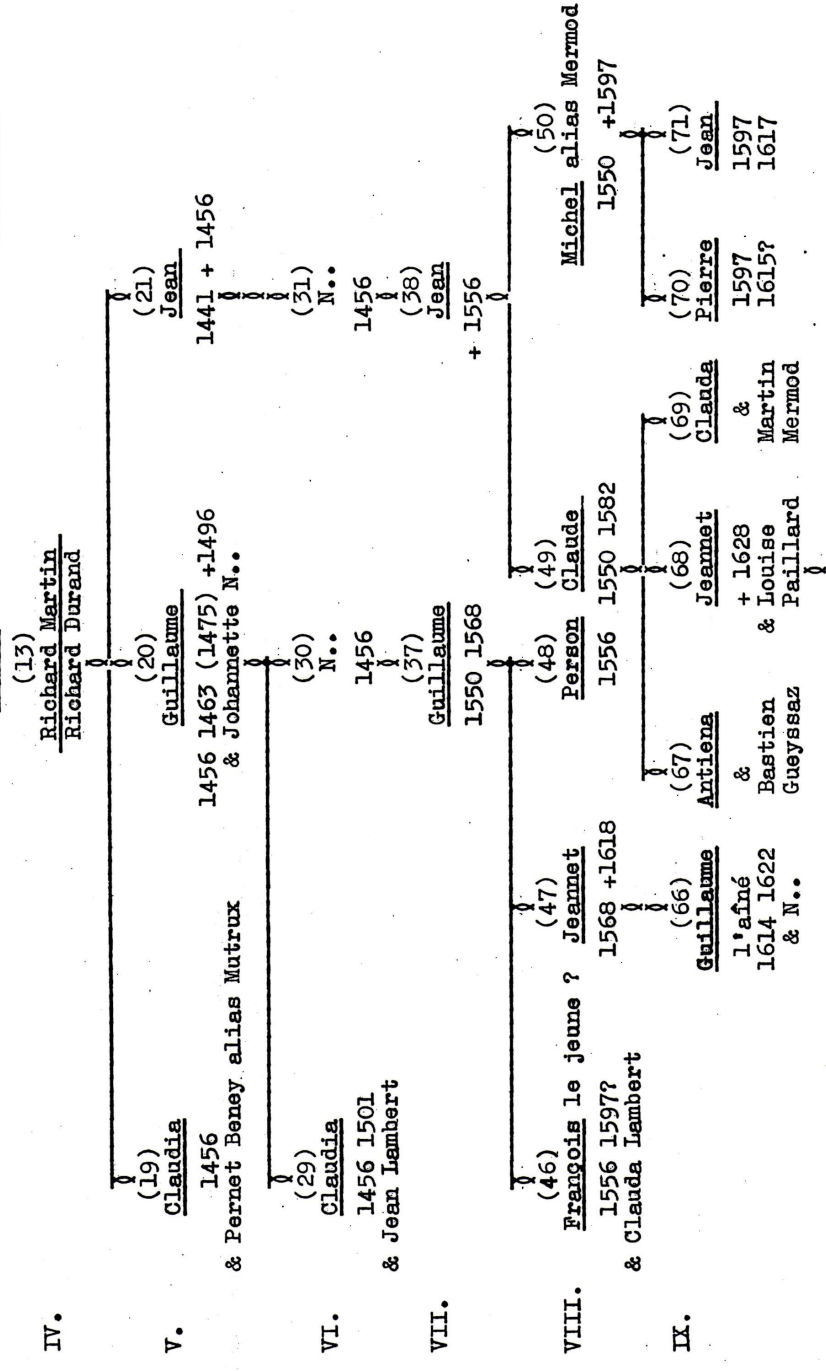 IV.
(13)
Richard Martin
Richard Durand
V.
(19)
Claudia
1456
& Pernet Beney alias Mutrux
(20)
Guillaume
1456 1463 (1475) +1496
& Johannette N..
(21)
Jean
1441 + 1456
VI.
(29)
Claudia
1456 1501
& Jean Lambert
(30)
N..
1456
(31)
N..
1456
VII.
(37)
Guillaume
1550 1568
(38)
Jean
+ 1556
VIII.
(46)
François le jeune ?
1556 1597?
& Clauda Lambert
(47)
Jeannet
1568 +1618
(48)
Person
1556
(49)
Claude
1550 1582
(50)
Michel alias Mermod
1550 +1597
IX.
(66)
Guillaume
l'aîné
1614 1622
& N..
(67)
Antiena
&
Bastien
Gueyssaz
(68)
Jeannet
+ 1628
& Louise
Paillard
(69)
Clauda
&
Martin
Mermod
(70)
Pierre
1597
1615?
(71)
Jean
1597
1617